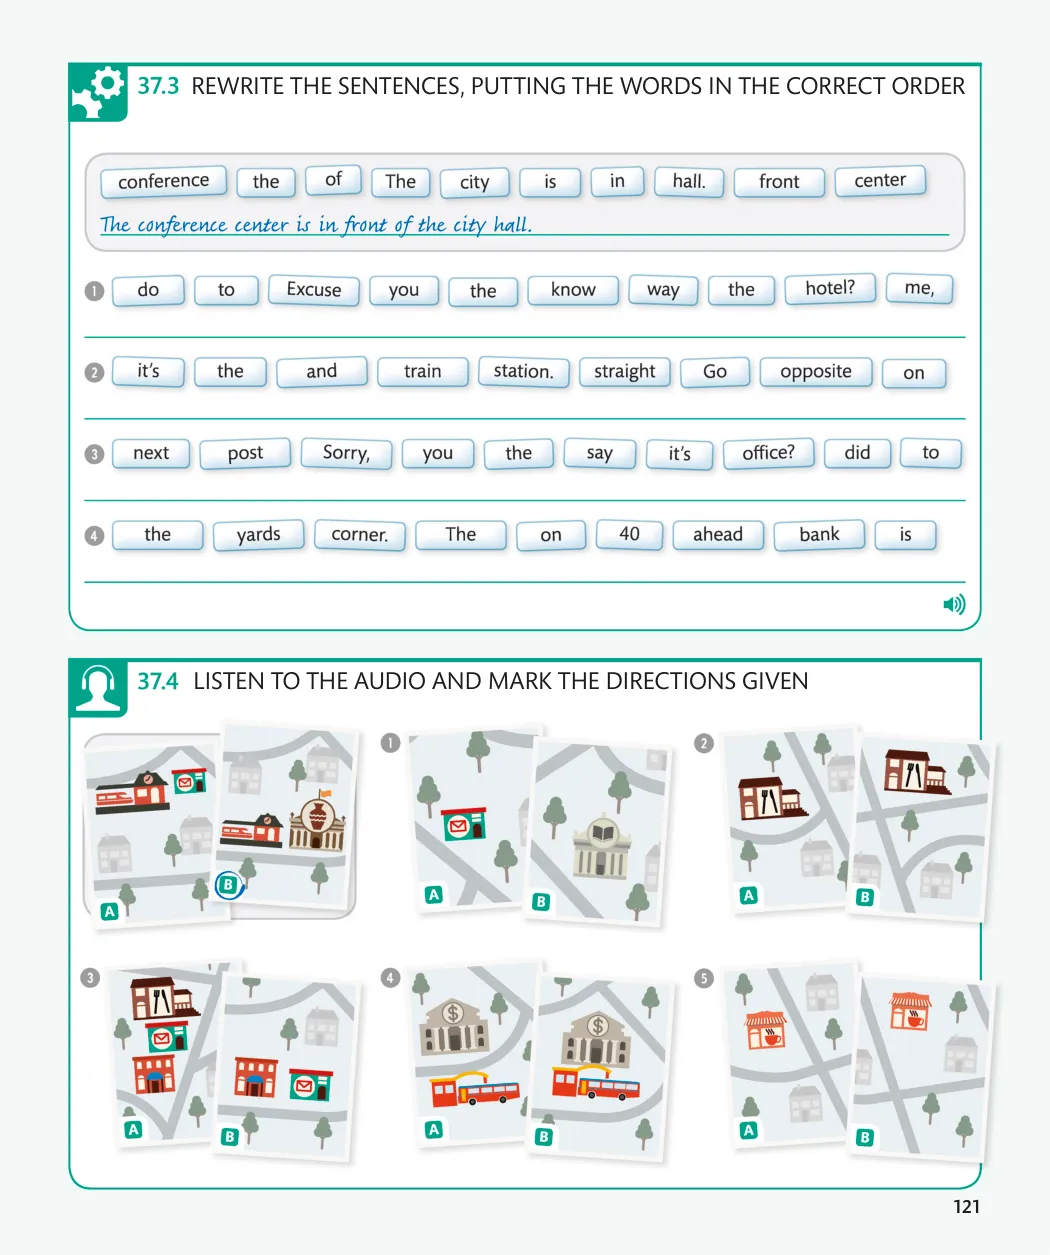 37.3 REWRITE THE SENTENCES, PUTTING THE WORDS IN THE CORRECT ORDER
conference the of The city is in hall. front center
The conference center is in front of the city hall.
1 do to Excuse you the know way the hotel? me,
2 it's the and train station. straight Go opposite on
3 next post Sorry, you the say it's office? did to
4 the yards corner. The on 40 ahead bank is
37.4 LISTEN TO THE AUDIO AND MARK THE DIRECTIONS GIVEN
A B
1 A B
2 A B
3 A B
4 $ A $ B
5 A B
121